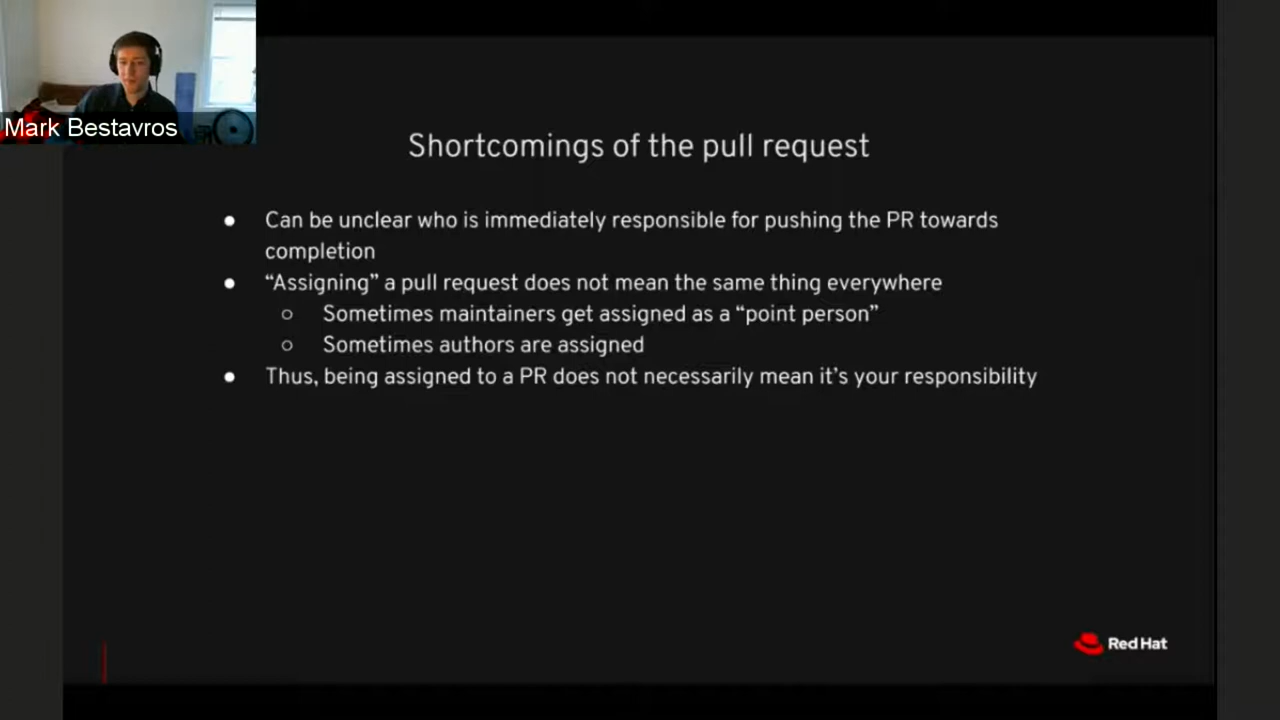 Mark Bestavros
Shortcomings of the pull request
● Can be unclear who is immediately responsible for pushing the PR towards
completion
● “Assigning” a pull request does not mean the same thing everywhere
○ Sometimes maintainers get assigned as a “point person”
○ Sometimes authors are assigned
● Thus, being assigned to a PR does not necessarily mean it’s your responsibility
Red Hat